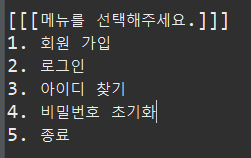 [[[메뉴를 선택해주세요.]]]
1. 회원 가입
2. 로그인
3. 아이디 찾기
4. 비밀번호 초기화
5. 종료